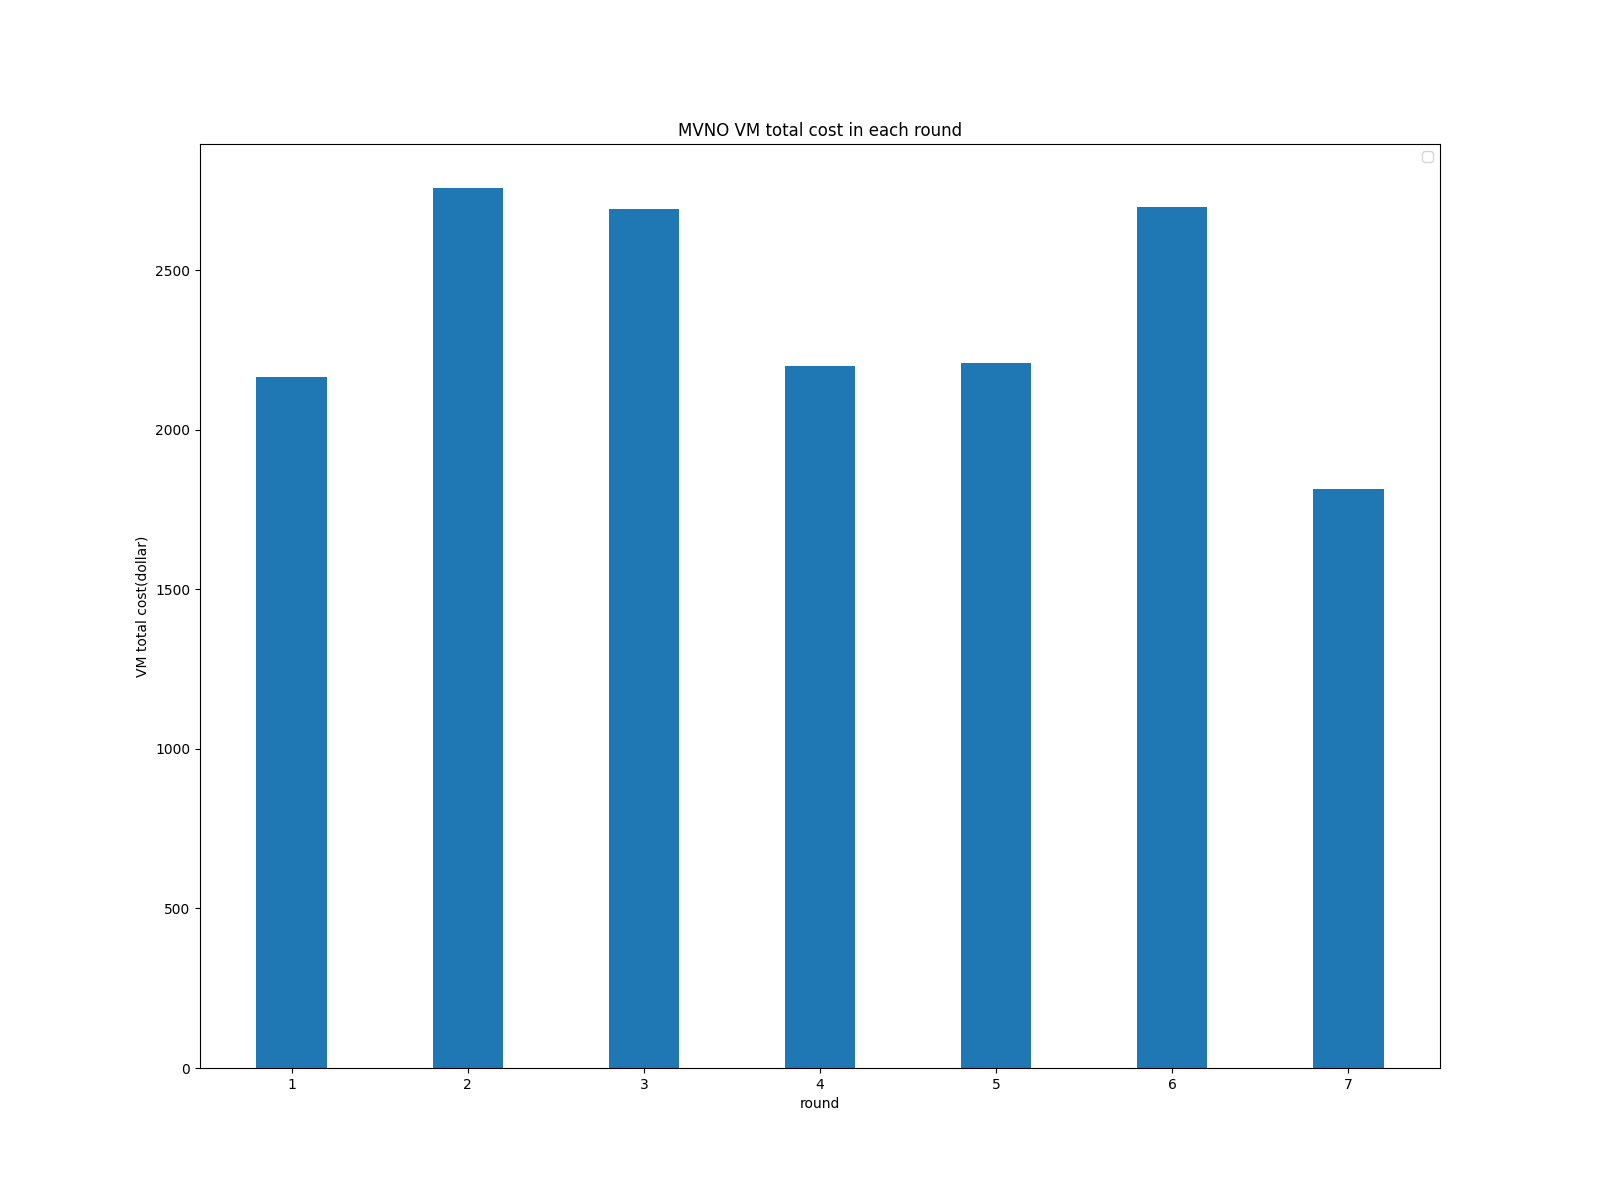 MVNO VM total cost in each round
2500
2000
1500
1000
500
0
VM total cost(dollar)
1 2 3 4 5 6 7
round